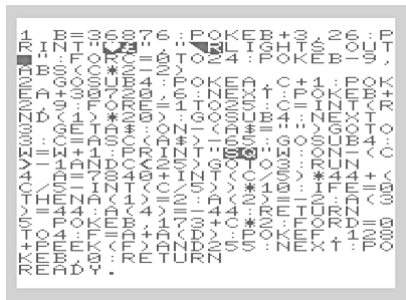 1 B=36876:POKEB+3,26:P
RINT"♥£","◥RLIGHTS OUT
■":FORC=0TO24:POKEB-9,
ABS(C*2-2)
2 GOSUB4:POKEA,C+1:POK
EA+30720,6:NEXT:POKEB+
2,9:FORE=1TO25:C=INT(R
ND(1)*20):GOSUB4:NEXT
3 GETA$:ON-(A$="")GOTO
3:C=ASC(A$)-65:GOSUB4:
W=W+1:PRINT"SQ"W:ON-(C
>-1ANDC<25)GOTO3:RUN
4 A=7840+INT(C/5)*44+(
C/5-INT(C/5))*10:IFE=0
THENA(1)=2:A(2)=-2:A(3
)=44:A(4)=-44:RETURN
5 POKEB,173+C*2:FORD=0
TO4:F=A+A(D):POKEF,128
+PEEK(F)AND255:NEXT:PO
KEB,0:RETURN
READY.